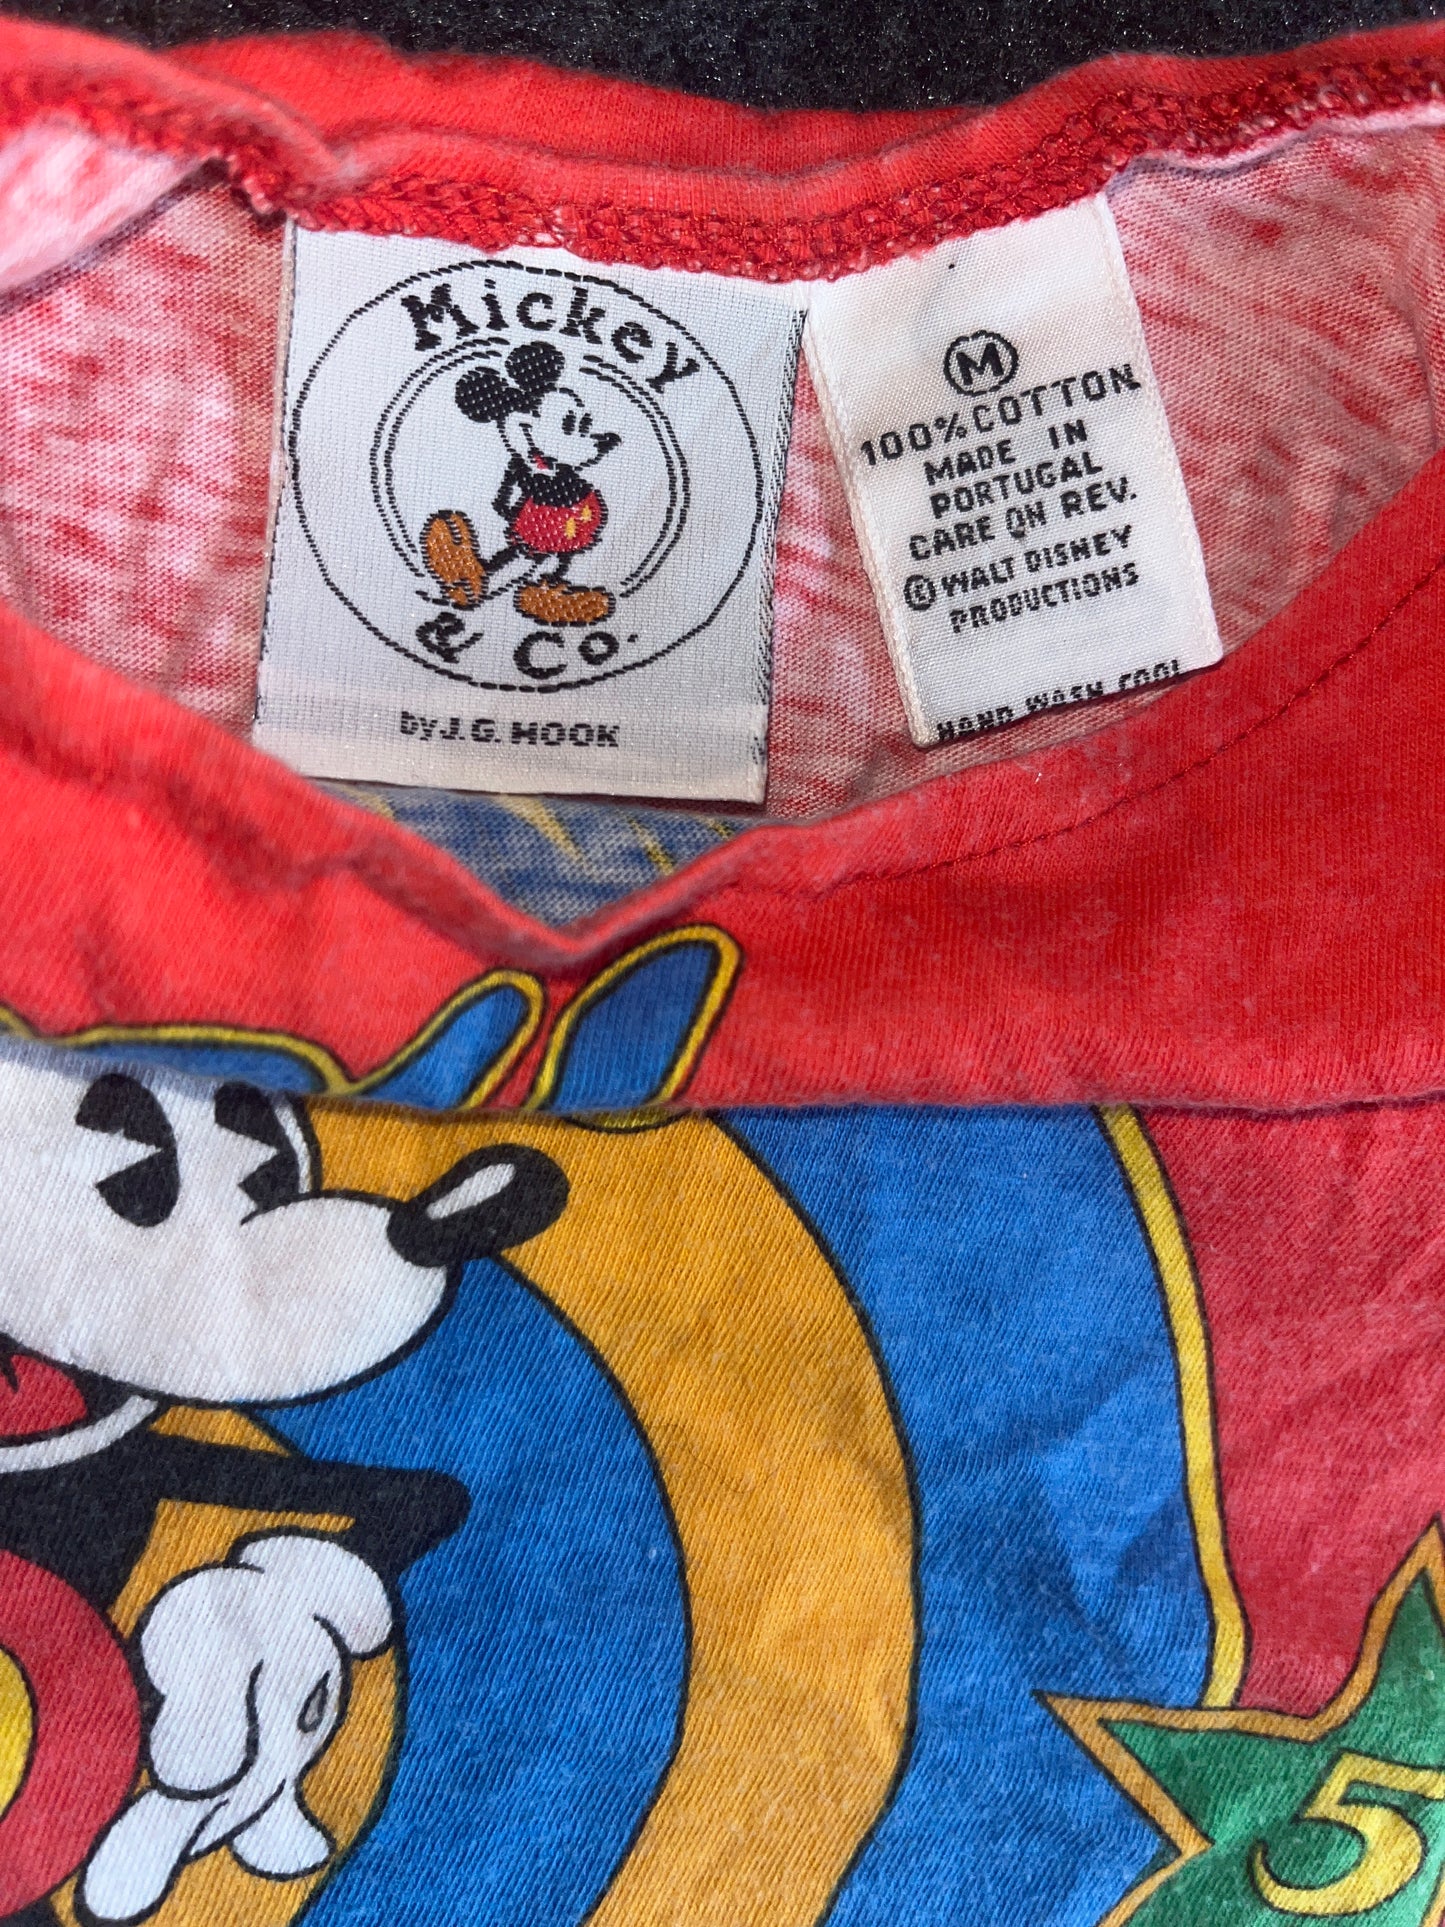 Mickey
& Co.
by J.G. HOOK
M
100% COTTON
MADE IN
PORTUGAL
CARE ON REV.
© WALT DISNEY
PRODUCTIONS
HAND WASH COOL
5